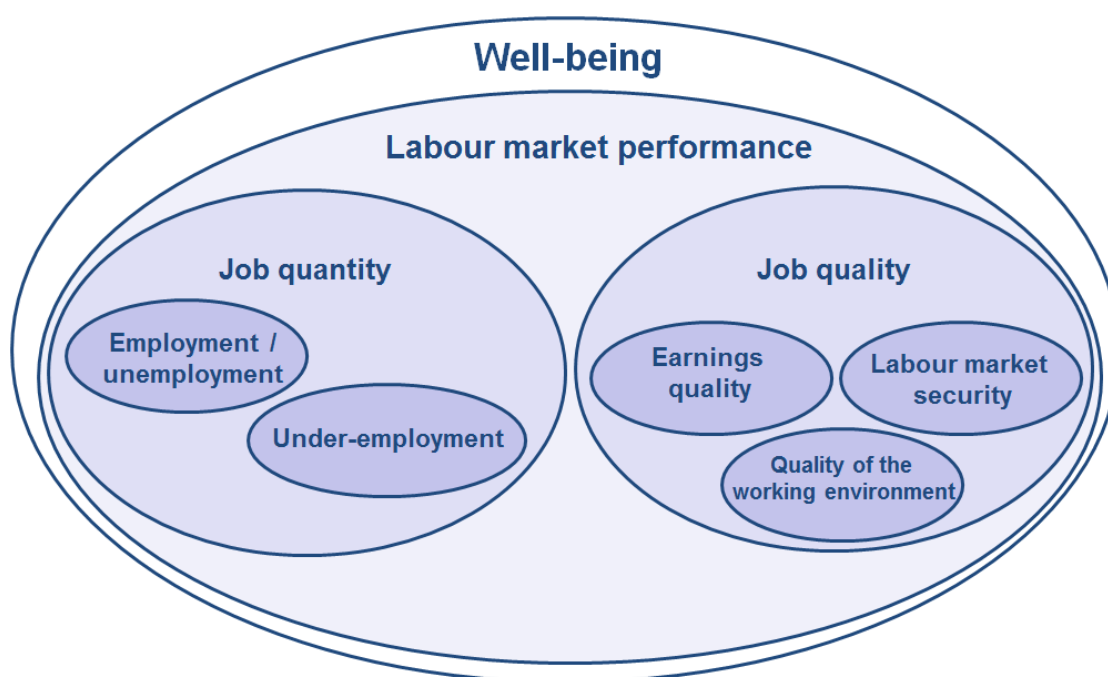 Well-being
Labour market performance
Job quantity
Employment /
unemployment
Under-employment
Job quality
Earnings
quality
Labour market
security
Quality of the
working environment